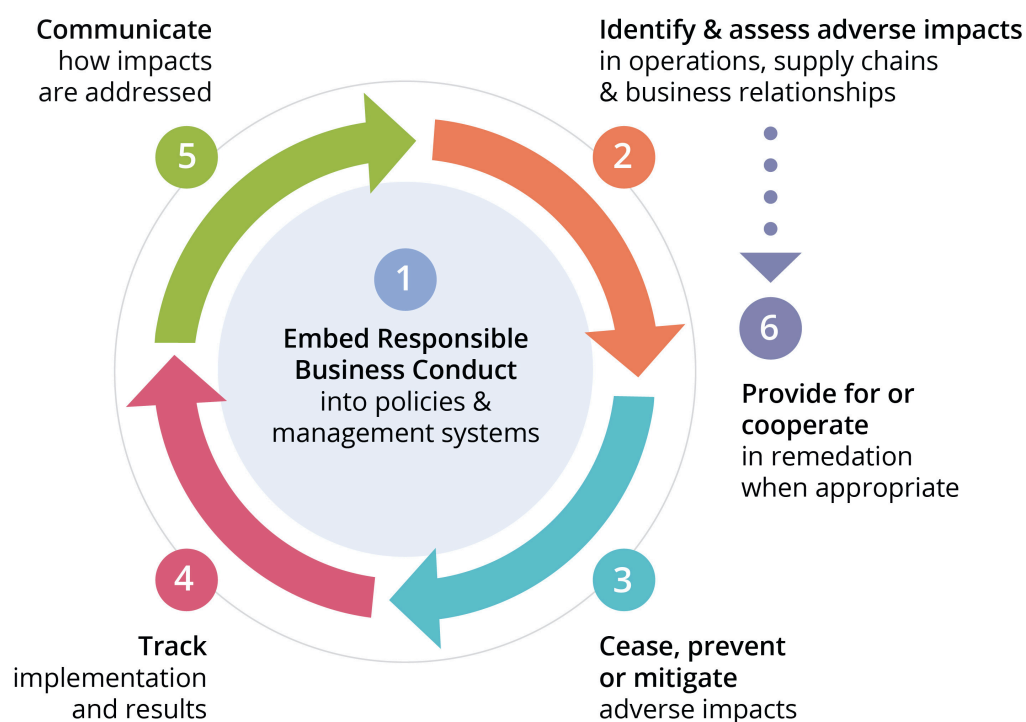 Communicate
how impacts
are addressed
5
Identify & assess adverse impacts
in operations, supply chains
& business relationships
2
1
Embed Responsible
Business Conduct
into policies &
management systems
6
Provide for or
cooperate
in remedation
when appropriate
4
Track
implementation
and results
3
Cease, prevent
or mitigate
adverse impacts